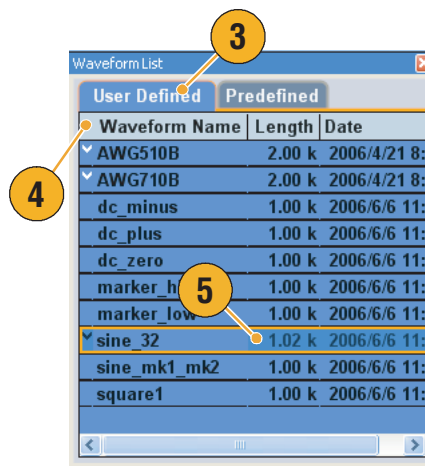 3
Waveform List
User Defined Predefined
Waveform Name Length Date
AWG510B 2.00 k 2006/4/21 8:
4
AWG710B 2.00 k 2006/4/21 8:
dc_minus 1.00 k 2006/6/6 11:
dc_plus 1.00 k 2006/6/6 11:
dc_zero 1.00 k 2006/6/6 11:
marker_h 1.00 k 2006/6/6 11:
5
marker_low 1.00 k 2006/6/6 11:
sine_32 1.02 k 2006/6/6 11:
sine_mk1_mk2 1.00 k 2006/6/6 11:
square1 1.00 k 2006/6/6 11: